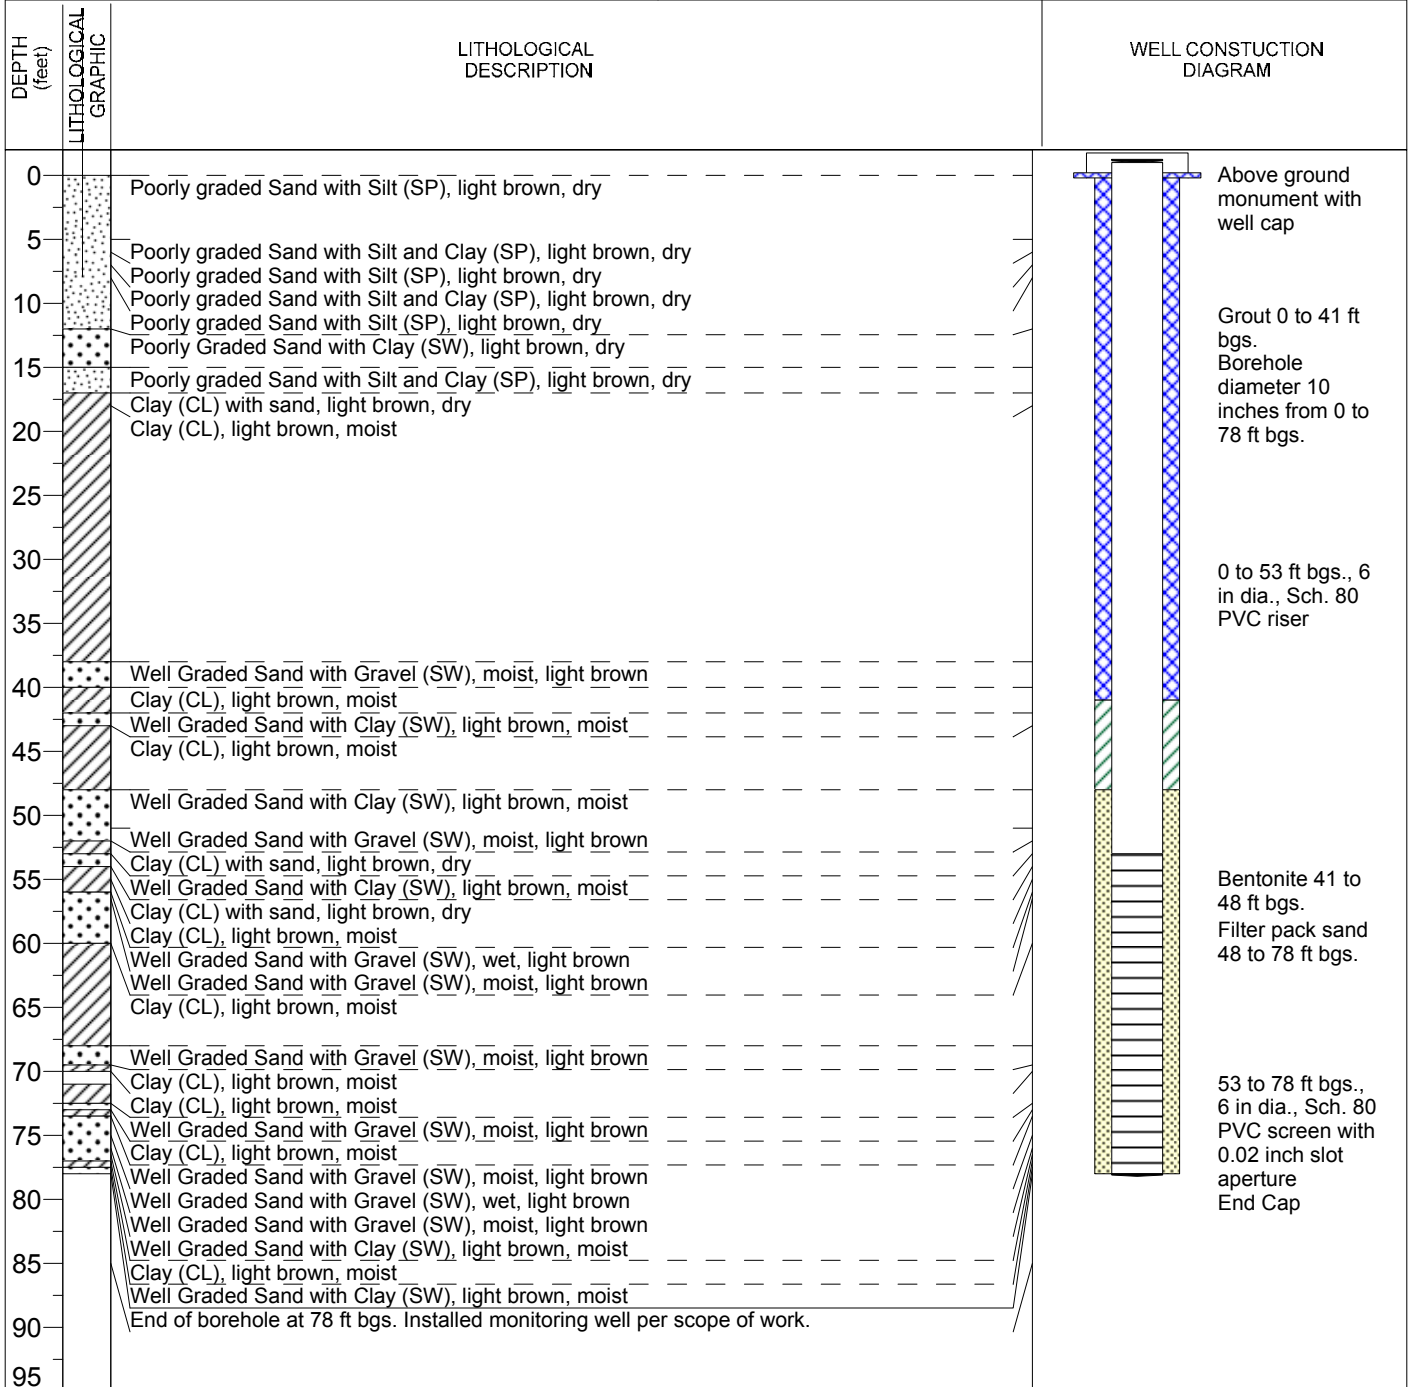 DEPTH
(feet)
LITHOLOGICAL
GRAPHIC
LITHOLOGICAL
DESCRIPTION
WELL CONSTUCTION
DIAGRAM
0
5
10
15
20
25
30
35
40
45
50
55
60
65
70
75
80
85
90
95
Poorly graded Sand with Silt (SP), light brown, dry
Poorly graded Sand with Silt and Clay (SP), light brown, dry
Poorly graded Sand with Silt (SP), light brown, dry
Poorly graded Sand with Silt and Clay (SP), light brown, dry
Poorly graded Sand with Silt (SP), light brown, dry
Poorly Graded Sand with Clay (SW), light brown, dry
Poorly graded Sand with Silt and Clay (SP), light brown, dry
Clay (CL) with sand, light brown, dry
Clay (CL), light brown, moist
Well Graded Sand with Gravel (SW), moist, light brown
Clay (CL), light brown, moist
Well Graded Sand with Clay (SW), light brown, moist
Clay (CL), light brown, moist
Well Graded Sand with Clay (SW), light brown, moist
Well Graded Sand with Gravel (SW), moist, light brown
Clay (CL) with sand, light brown, dry
Well Graded Sand with Clay (SW), light brown, moist
Clay (CL) with sand, light brown, dry
Clay (CL), light brown, moist
Well Graded Sand with Gravel (SW), wet, light brown
Well Graded Sand with Gravel (SW), moist, light brown
Clay (CL), light brown, moist
Well Graded Sand with Gravel (SW), moist, light brown
Clay (CL), light brown, moist
Clay (CL), light brown, moist
Well Graded Sand with Gravel (SW), moist, light brown
Clay (CL), light brown, moist
Well Graded Sand with Gravel (SW), moist, light brown
Well Graded Sand with Gravel (SW), wet, light brown
Well Graded Sand with Gravel (SW), moist, light brown
Well Graded Sand with Clay (SW), light brown, moist
Clay (CL), light brown, moist
Well Graded Sand with Clay (SW), light brown, moist
End of borehole at 78 ft bgs. Installed monitoring well per scope of work.
Above ground
monument with
well cap
Grout 0 to 41 ft
bgs.
Borehole
diameter 10
inches from 0 to
78 ft bgs.
0 to 53 ft bgs., 6
in dia., Sch. 80
PVC riser
Bentonite 41 to
48 ft bgs.
Filter pack sand
48 to 78 ft bgs.
53 to 78 ft bgs.,
6 in dia., Sch. 80
PVC screen with
0.02 inch slot
aperture
End Cap